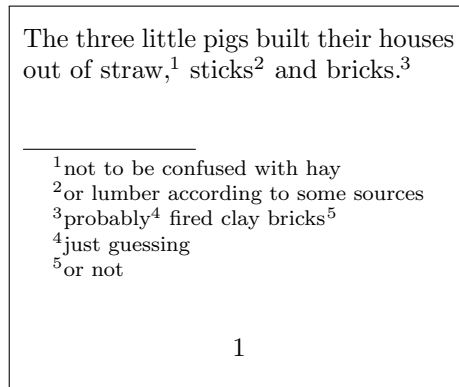 The three little pigs built their houses
out of straw,¹ sticks² and bricks.³
¹not to be confused with hay
²or lumber according to some sources
³probably⁴ fired clay bricks⁵
⁴just guessing
⁵or not
1